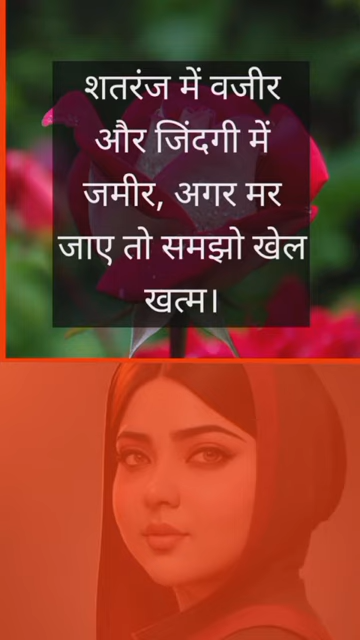 शतरंज में वजीर
और जिंदगी में
जमीर, अगर मर
जाए तो समझो खेल
खत्म।